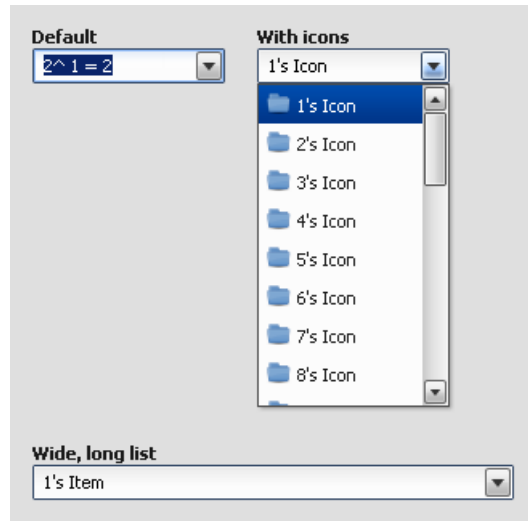 Default
2^ 1 = 2
With icons
1's Icon
1's Icon
2's Icon
3's Icon
4's Icon
5's Icon
6's Icon
7's Icon
8's Icon
Wide, long list
1's Item